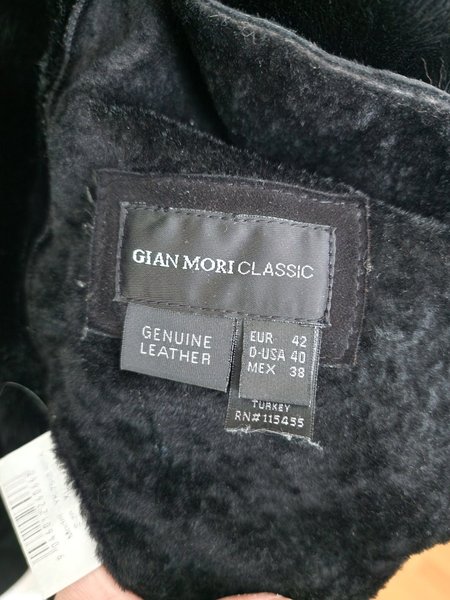 GIAN MORI CLASSIC
GENUINE
LEATHER
EUR 42
D-USA 40
MEX 38
TURKEY
RN# 115455